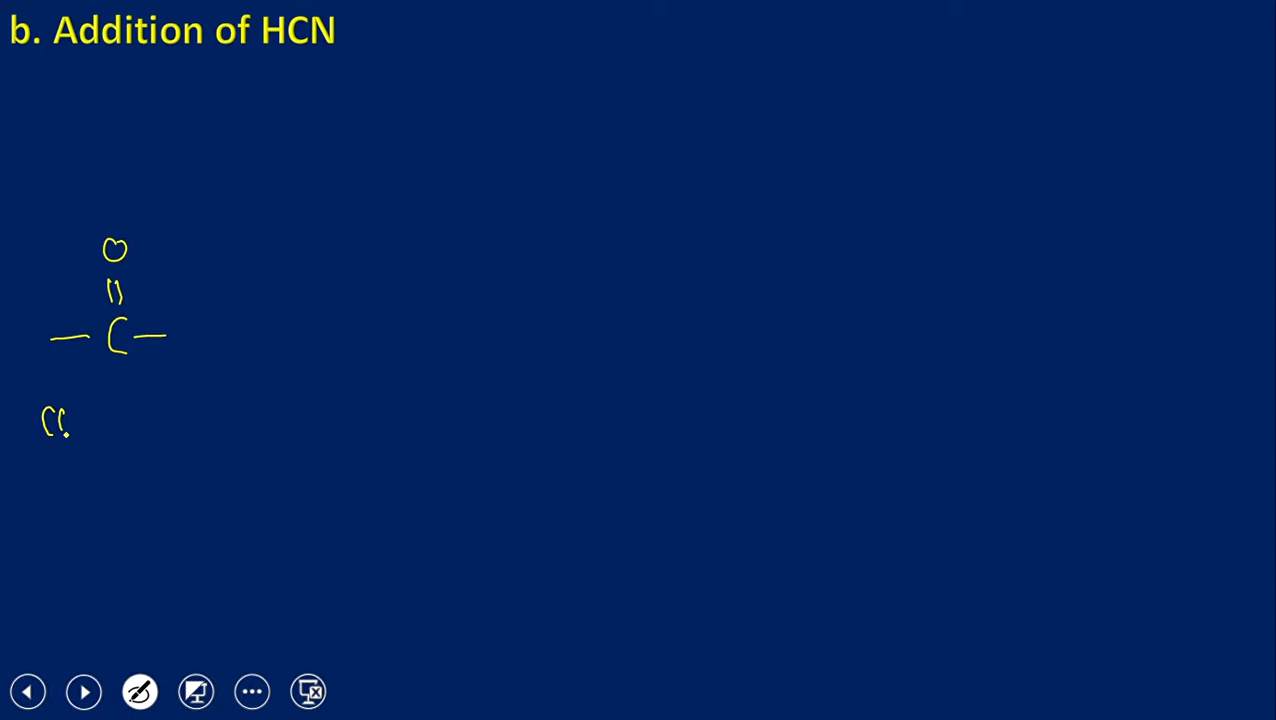 b. Addition of HCN
O
||
— C —